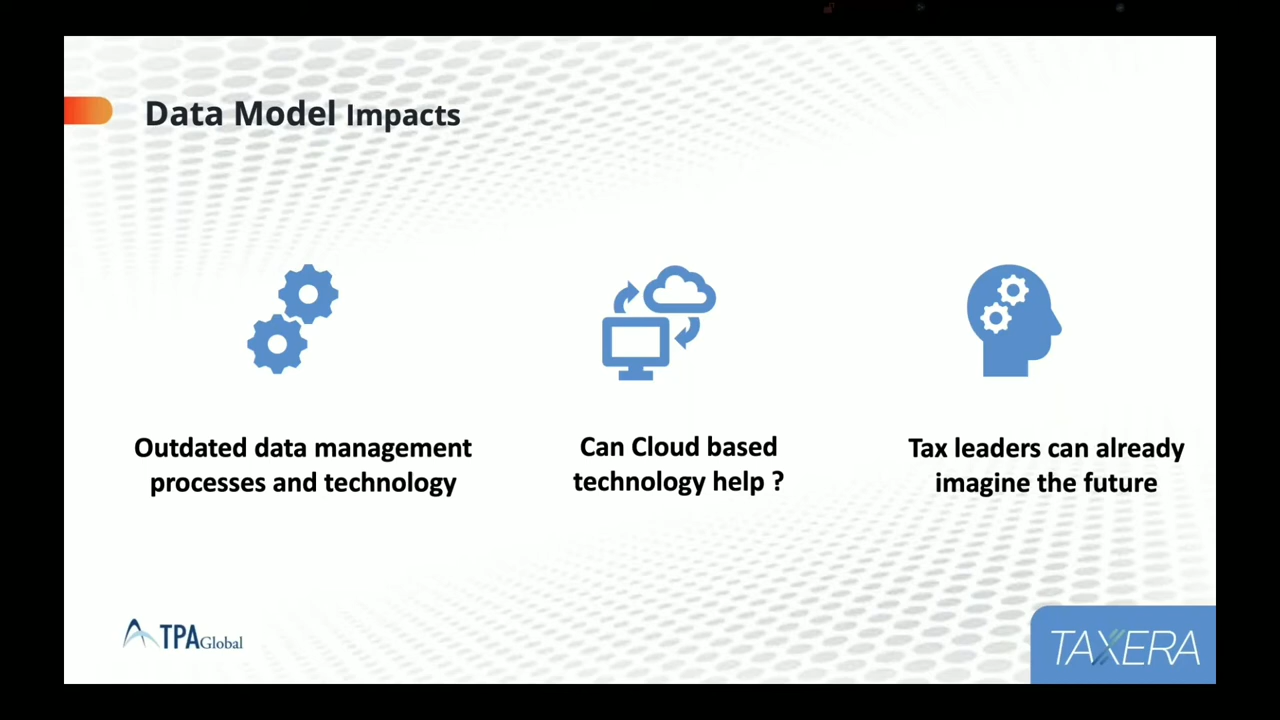 Data Model Impacts
Outdated data management
processes and technology
Can Cloud based
technology help ?
Tax leaders can already
imagine the future
TPA Global
TAXERA